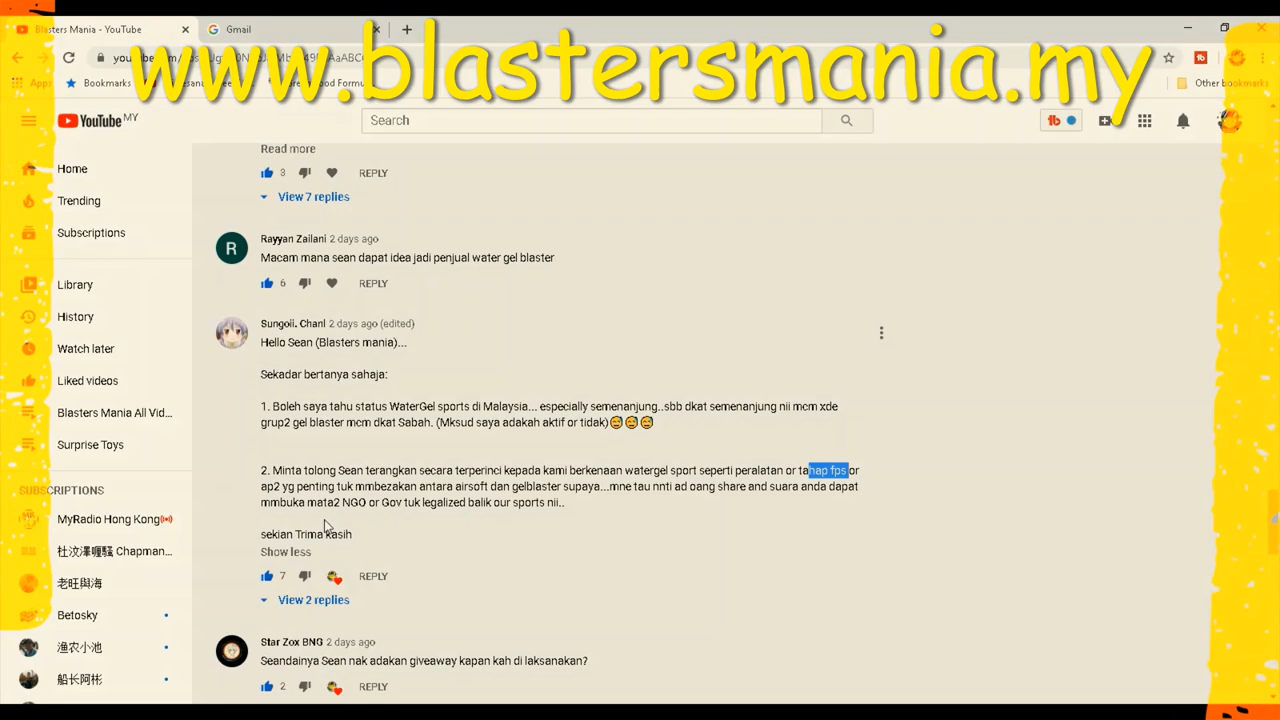 Blasters Mania - YouTube
Gmail
www.blastersmania.my
Bookmarks
Other bookmarks
YouTube MY
Search
Home
Trending
Subscriptions
Library
History
Watch later
Liked videos
Blasters Mania All Vid...
Surprise Toys
SUBSCRIPTIONS
MyRadio Hong Kong
杜汶澤喱騷 Chapman...
老旺與海
Betosky
渔农小池
船长阿彬
Read more
3 REPLY
View 7 replies
R
Rayyan Zailani 2 days ago
Macam mana sean dapat idea jadi penjual water gel blaster
6 REPLY
Sungoii. Chanl 2 days ago (edited)
Hello Sean (Blasters mania)...
Sekadar bertanya sahaja:
1. Boleh saya tahu status WaterGel sports di Malaysia... especially semenanjung..sbb dkat semenanjung nii mcm xde
grup2 gel blaster mcm dkat Sabah. (Mksud saya adakah aktif or tidak)😅😅😅
2. Minta tolong Sean terangkan secara terperinci kepada kami berkenaan watergel sport seperti peralatan or tahap fps or
ap2 yg penting tuk mmbezakan antara airsoft dan gelblaster supaya...mne tau nnti ad oang share and suara anda dapat
mmbuka mata2 NGO or Gov tuk legalized balik our sports nii..
sekian Trima kasih
Show less
7 REPLY
View 2 replies
Star Zox BNG 2 days ago
Seandainya Sean nak adakan giveaway kapan kah di laksanakan?
2 REPLY